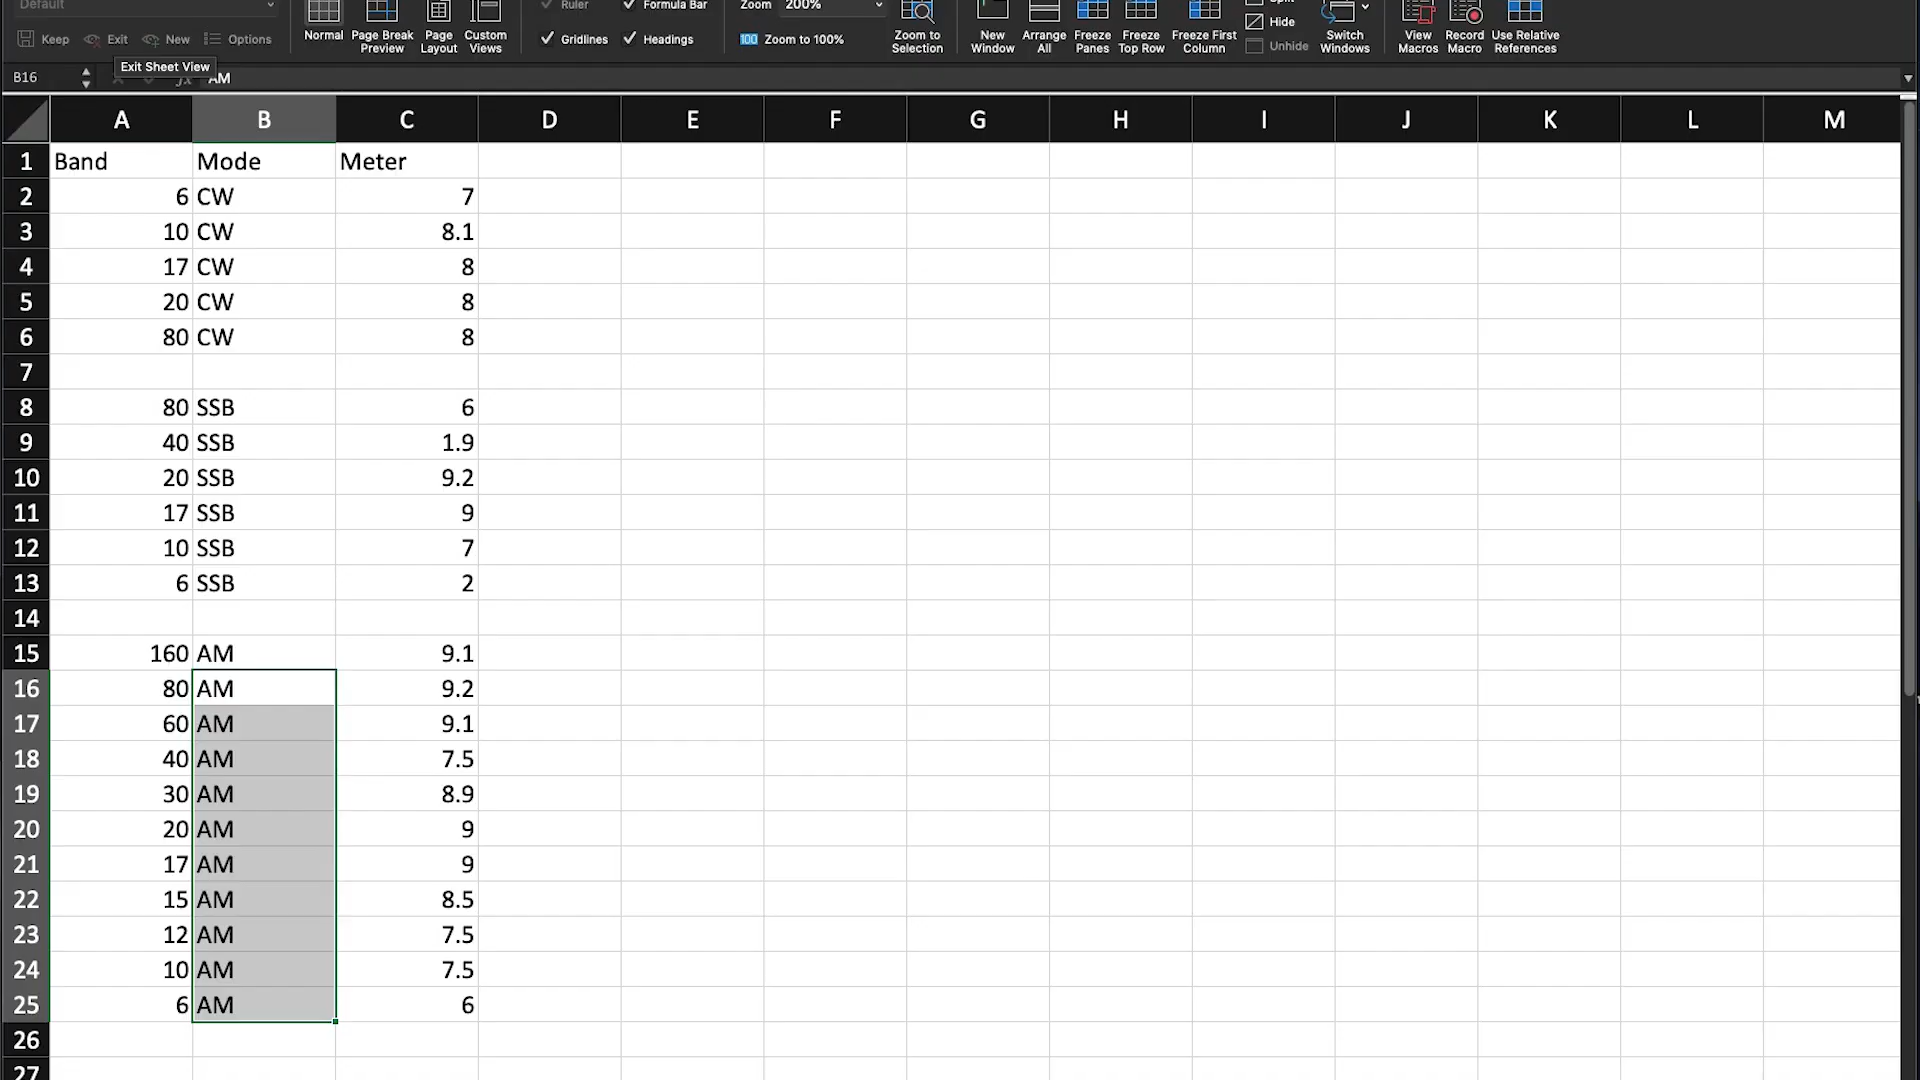 Default
Keep Exit New Options
Normal Page Break Preview Page Layout Custom Views
Ruler Formula Bar
Gridlines Headings
Zoom 200%
100 Zoom to 100%
Zoom to Selection
New Window Arrange All Freeze Panes Freeze Top Row Freeze First Column
Split
Hide
Unhide
Switch Windows
View Macros Record Macro Use Relative References
Exit Sheet View
B16 fx AM
A B C D E F G H I J K L M
1 Band Mode Meter
2 6 CW 7
3 10 CW 8.1
4 17 CW 8
5 20 CW 8
6 80 CW 8
7
8 80 SSB 6
9 40 SSB 1.9
10 20 SSB 9.2
11 17 SSB 9
12 10 SSB 7
13 6 SSB 2
14
15 160 AM 9.1
16 80 AM 9.2
17 60 AM 9.1
18 40 AM 7.5
19 30 AM 8.9
20 20 AM 9
21 17 AM 9
22 15 AM 8.5
23 12 AM 7.5
24 10 AM 7.5
25 6 AM 6
26
27